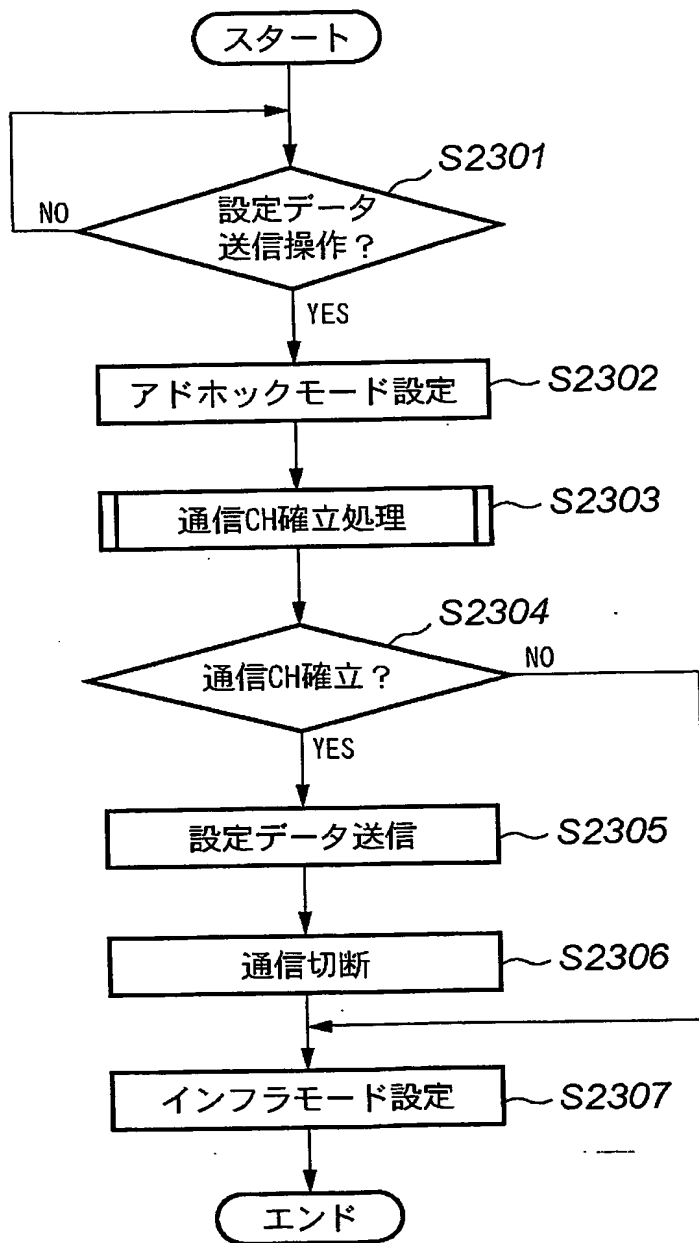 スタート
S2301
設定データ
送信操作？
NO
YES
アドホックモード設定
S2302
通信CH確立処理
S2303
S2304
通信CH確立？
NO
YES
設定データ送信
S2305
通信切断
S2306
インフラモード設定
S2307
エンド